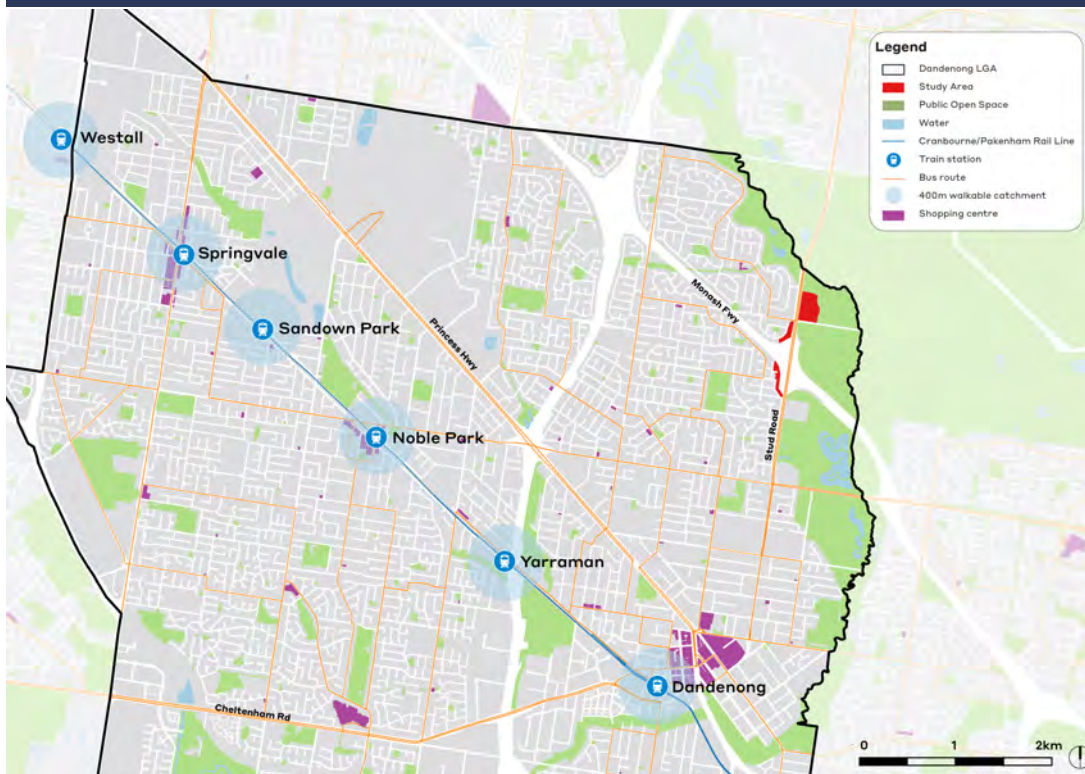 Legend
Dandenong LGA
Study Area
Public Open Space
Water
Cranbourne/Pakenham Rail Line
Train station
Bus route
400m walkable catchment
Shopping centre
Westall
Springvale
Sandown Park
Monash Fwy
Princess Hwy
Stud Road
Noble Park
Yarraman
Dandenong
Cheltenham Rd
0 1 2km